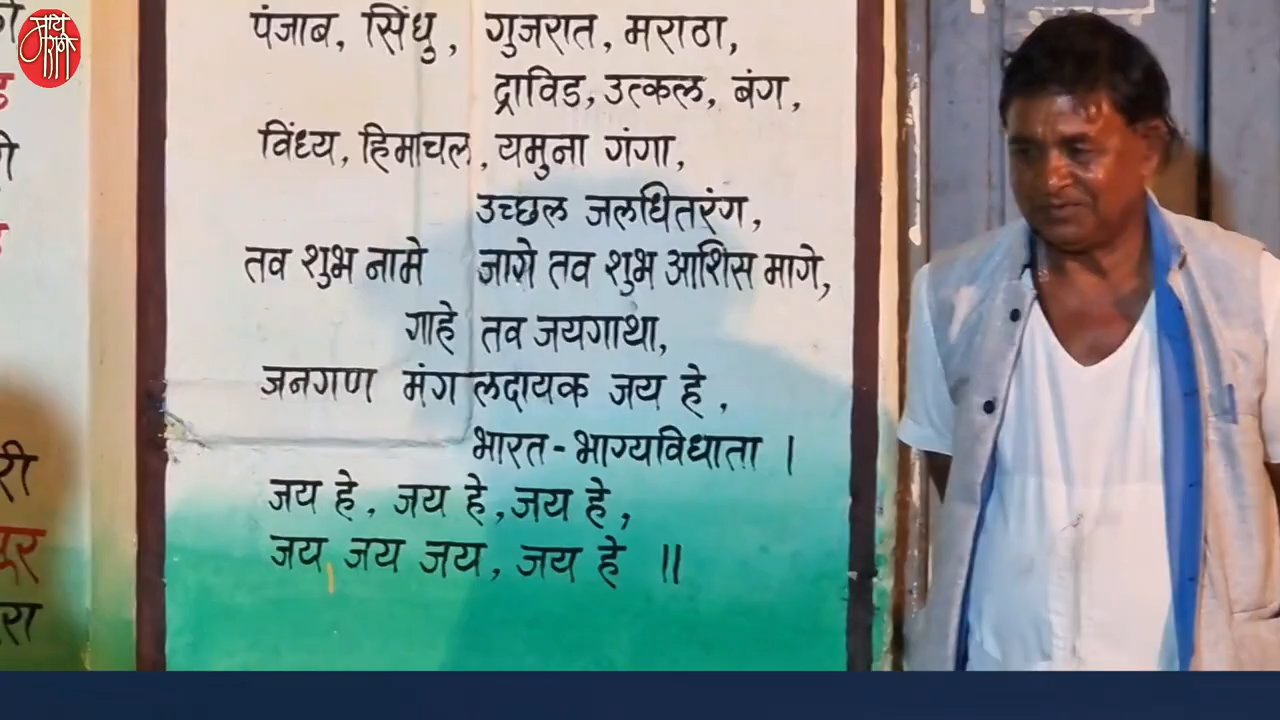 माय
मराठी
पंजाब, सिंधु, गुजरात, मराठा,
द्राविड, उत्कल, बंग,
विंध्य, हिमाचल, यमुना गंगा,
उच्छल जलधितरंग,
तव शुभ नामे जागे तव शुभ आशिस मागे,
गाहे तव जयगाथा,
जनगण मंगलदायक जय हे,
भारत-भाग्यविधाता ।
जय हे, जय हे, जय हे,
जय जय जय, जय हे ॥